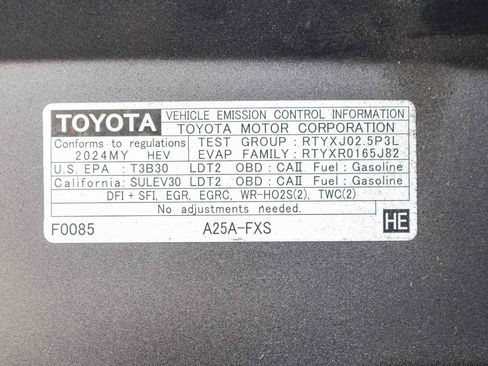 TOYOTA
VEHICLE EMISSION CONTROL INFORMATION
TOYOTA MOTOR CORPORATION
Conforms to regulations
2024MY HEV
TEST GROUP : RTYXJ02.5P3L
EVAP FAMILY : RTYXR0165J82
U.S. EPA : T3B30 LDT2 OBD : CAⅡ Fuel : Gasoline
California: SULEV30 LDT2 OBD : CAⅡ Fuel : Gasoline
DFI + SFI, EGR, EGRC, WR-HO2S(2), TWC(2)
No adjustments needed.
F0085 A25A-FXS HE